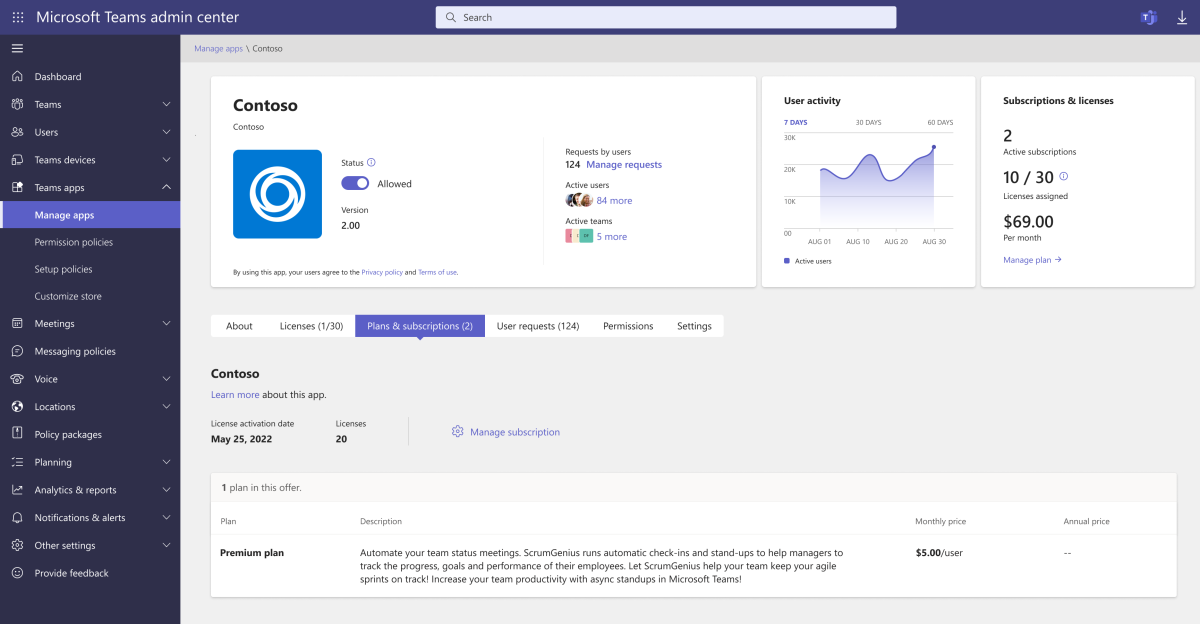 Microsoft Teams admin center
Search
Manage apps \ Contoso
Dashboard
Teams
Users
Teams devices
Teams apps
Manage apps
Permission policies
Setup policies
Customize store
Meetings
Messaging policies
Voice
Locations
Policy packages
Planning
Analytics & reports
Notifications & alerts
Other settings
Provide feedback
Contoso
Contoso
Status
Allowed
Version
2.00
By using this app, your users agree to the Privacy policy and Terms of use.
Requests by users
124 Manage requests
Active users
84 more
Active teams
5 more
User activity
7 DAYS 30 DAYS 60 DAYS
30K
20K
10K
00
AUG 01 AUG 10 AUG 20 AUG 30
Active users
Subscriptions & licenses
2
Active subscriptions
10 / 30
Licenses assigned
$69.00
Per month
Manage plan
About Licenses (1/30) Plans & subscriptions (2) User requests (124) Permissions Settings
Contoso
Learn more about this app.
License activation date Licenses
May 25, 2022 20
Manage subscription
1 plan in this offer.
Plan Description Monthly price Annual price
Premium plan Automate your team status meetings. ScrumGenius runs automatic check-ins and stand-ups to help managers to $5.00/user --
track the progress, goals and performance of their employees. Let ScrumGenius help your team keep your agile
sprints on track! Increase your team productivity with async standups in Microsoft Teams!